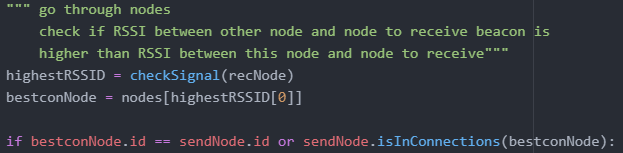 """ go through nodes
    check if RSSI between other node and node to receive beacon is
    higher than RSSI between this node and node to receive"""
highestRSSID = checkSignal(recNode)
bestconNode = nodes[highestRSSID[0]]
if bestconNode.id == sendNode.id or sendNode.isInConnections(bestconNode):